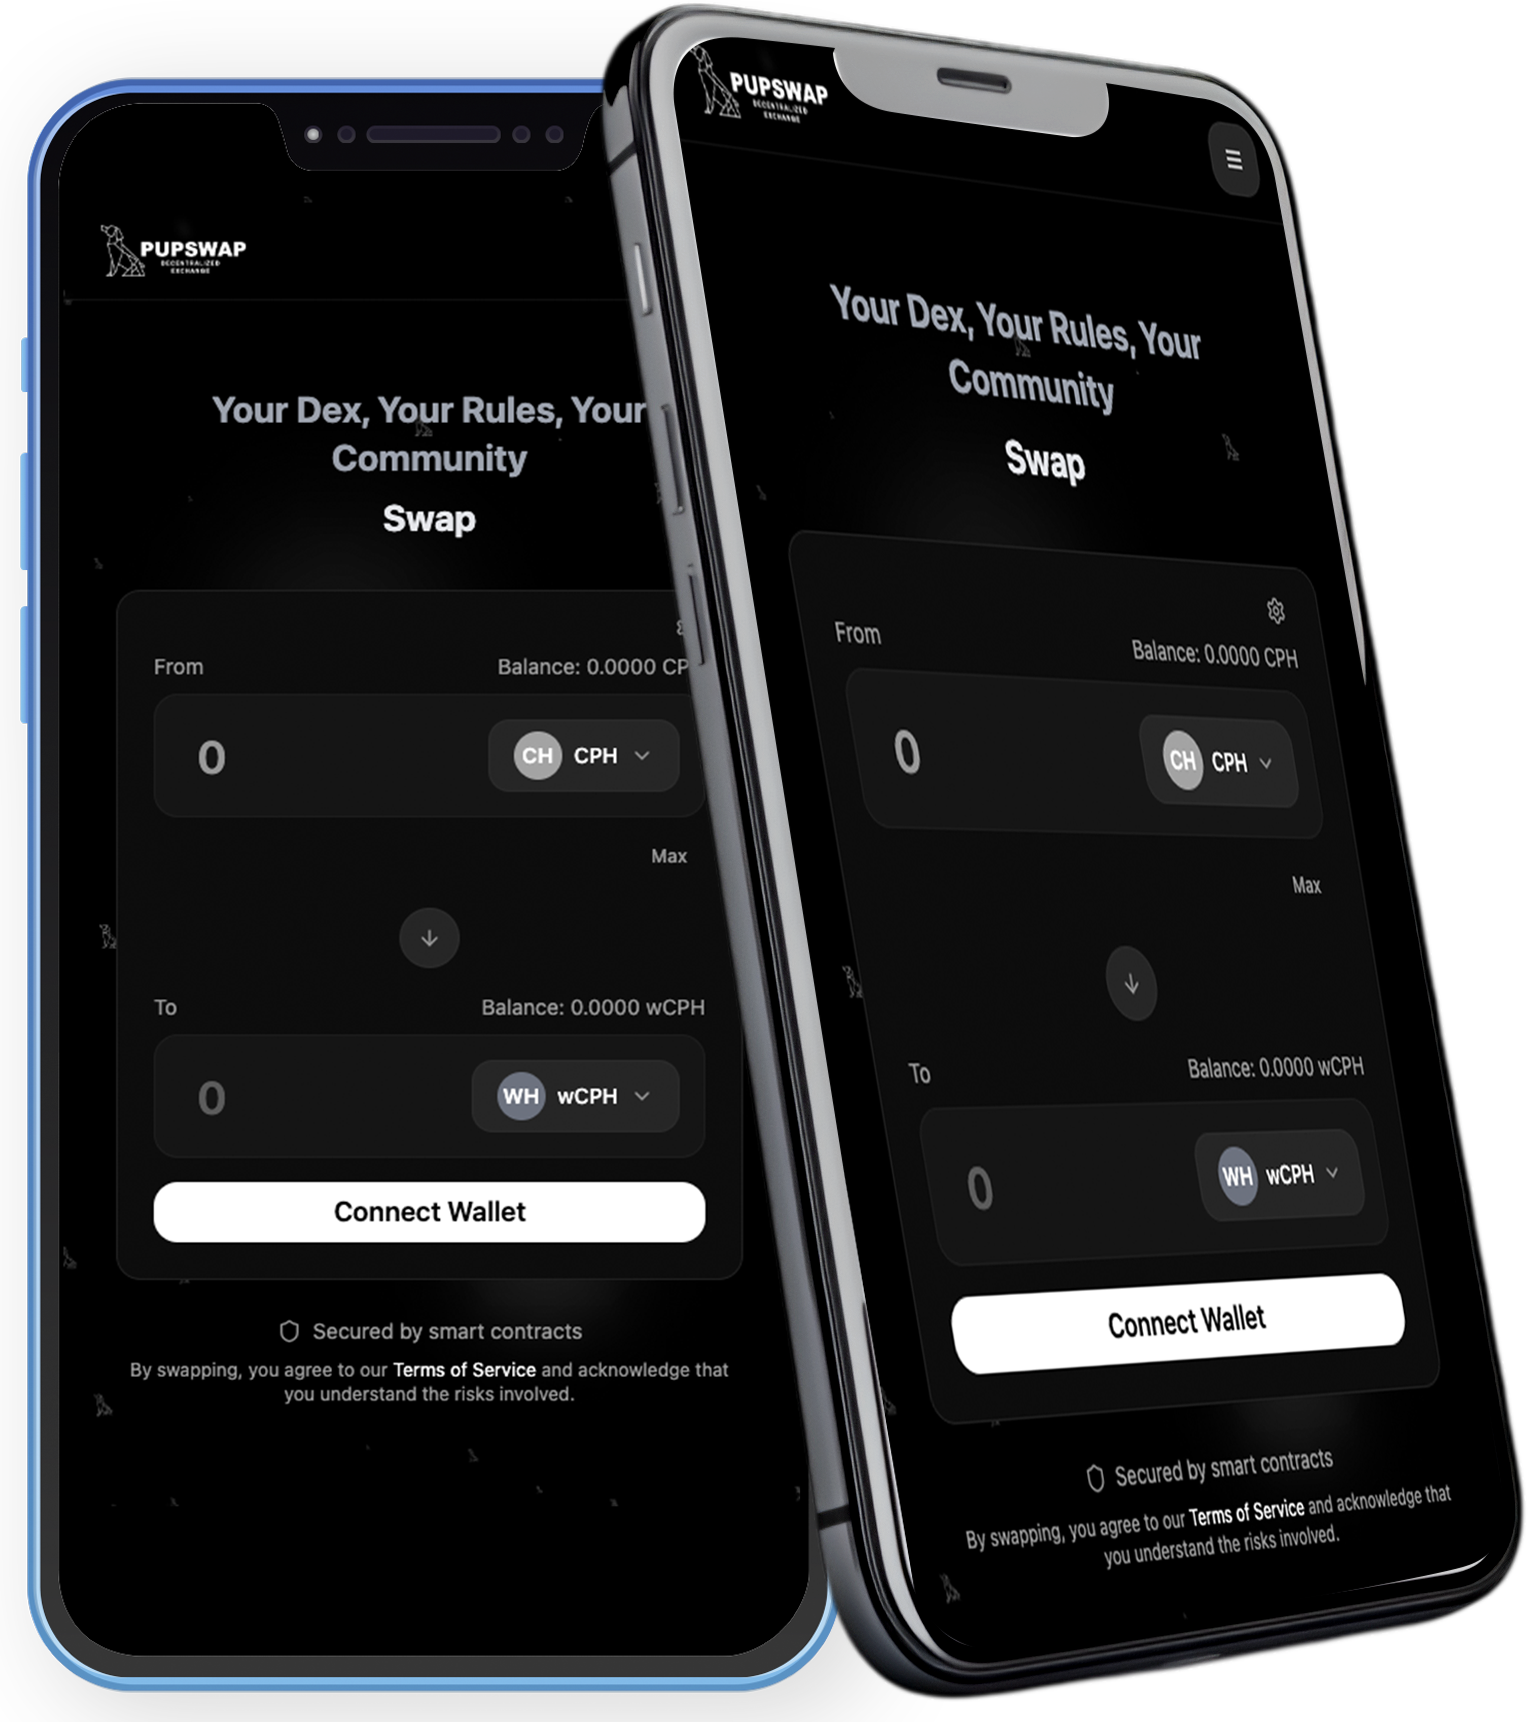 PUPSWAP
DECENTRALIZED
EXCHANGE
Your Dex, Your Rules, Your
Community
Swap
From
Balance: 0.0000 CP
0
CH CPH
Max
To
Balance: 0.0000 wCPH
0
WH wCPH
Connect Wallet
Secured by smart contracts
By swapping, you agree to our Terms of Service and acknowledge that
you understand the risks involved.
PUPSWAP
DECENTRALIZED
EXCHANGE
Your Dex, Your Rules, Your
Community
Swap
From
Balance: 0.0000 CPH
0
CH CPH
Max
To
Balance: 0.0000 wCPH
0
WH wCPH
Connect Wallet
Secured by smart contracts
By swapping, you agree to our Terms of Service and acknowledge that
you understand the risks involved.